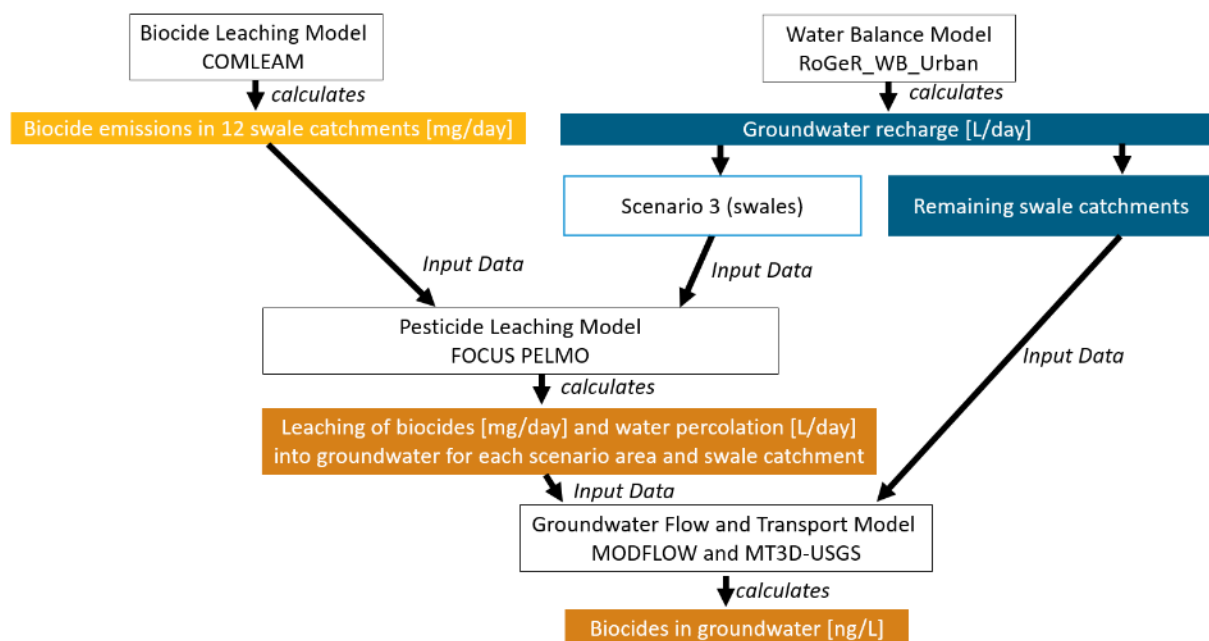 Biocide Leaching Model
COMLEAM
calculates
Biocide emissions in 12 swale catchments [mg/day]
Water Balance Model
RoGeR_WB_Urban
calculates
Groundwater recharge [L/day]
Scenario 3 (swales)
Remaining swale catchments
Input Data
Input Data
Pesticide Leaching Model
FOCUS PELMO
Input Data
calculates
Leaching of biocides [mg/day] and water percolation [L/day]
into groundwater for each scenario area and swale catchment
Input Data
Groundwater Flow and Transport Model
MODFLOW and MT3D-USGS
calculates
Biocides in groundwater [ng/L]